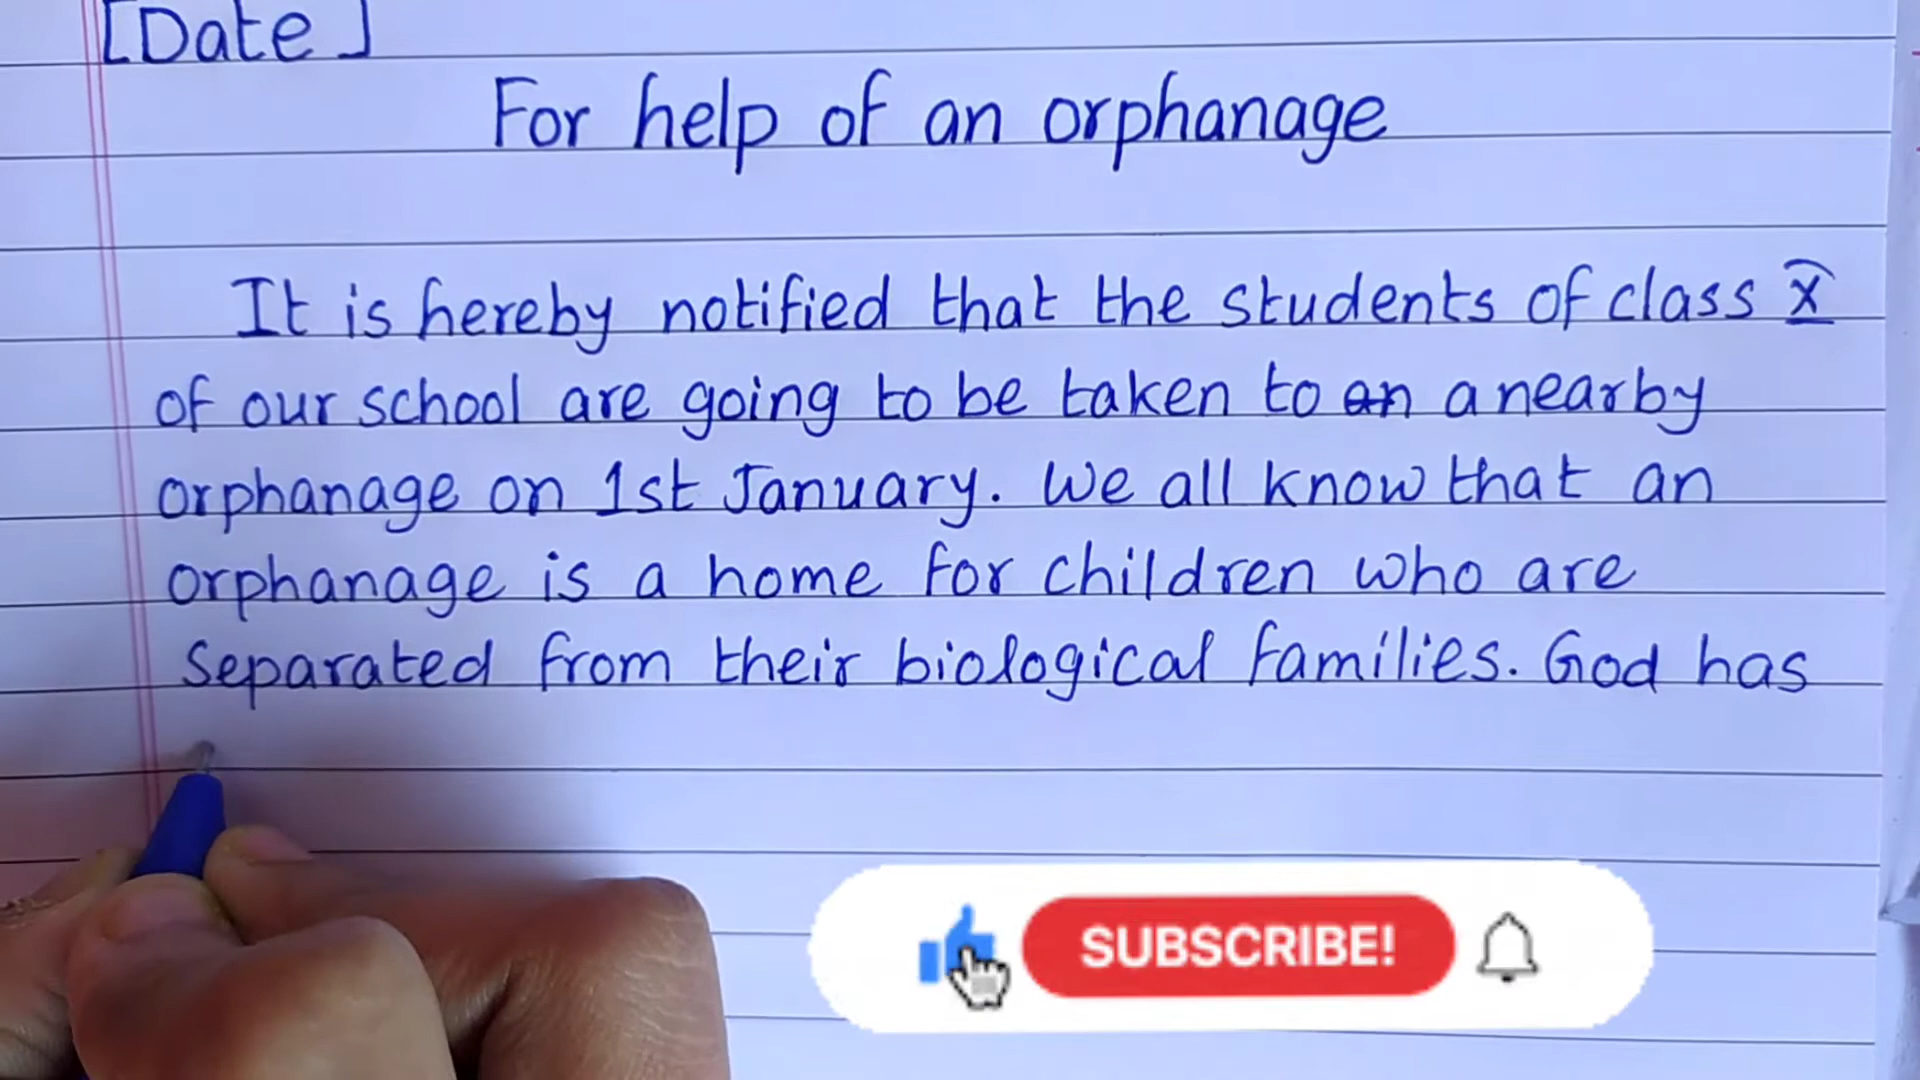 [Date]
For help of an orphanage
It is hereby notified that the students of class X
of our school are going to be taken to an a nearby
orphanage on 1st January. We all know that an
orphanage is a home for children who are
separated from their biological families. God has
SUBSCRIBE!